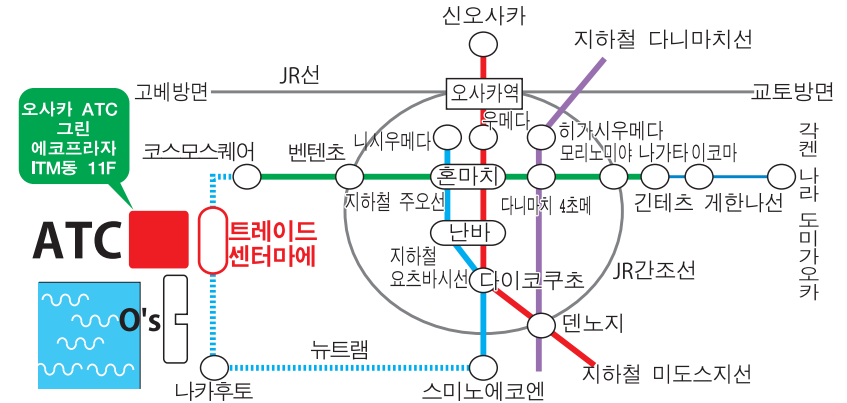 신오사카
지하철 다니마치선
JR선
고베방면
오사카역
교토방면
오사카 ATC
그린
에코프라자
ITM동 11F
우메다
니시우메다
히가시우메다
코스모스퀘어
벤텐초
혼마치
모리노미야
나가타
이코마
각켄 나라 도미가오카
지하철 주오선
다니마치 4초메
긴테츠 게한나선
ATC
트레이드
센터마에
난바
지하철
요츠바시선
다이코쿠초
JR간조선
O's
덴노지
뉴트램
지하철 미도스지선
나카후토
스미노에코엔